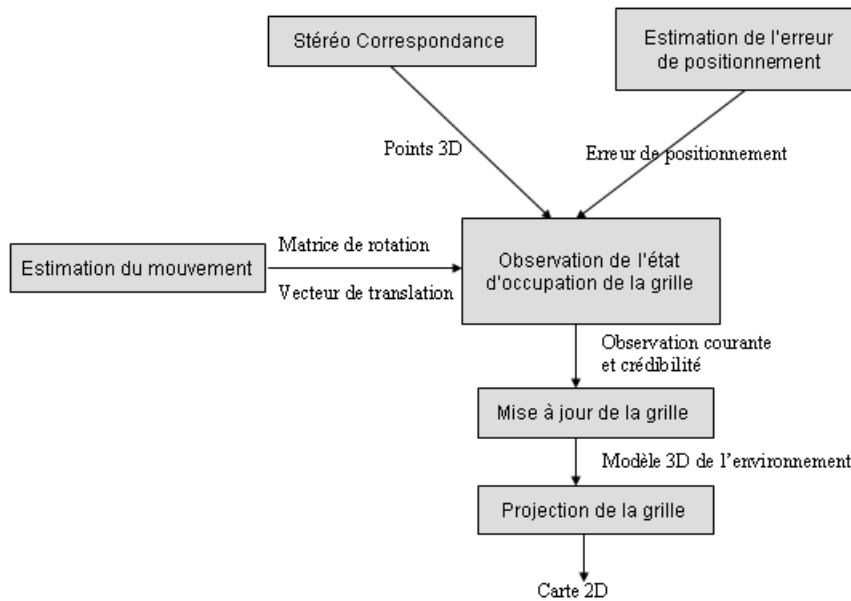 Stéréo Correspondance
Estimation de l'erreur
de positionnement
Points 3D
Erreur de positionnement
Estimation du mouvement
Matrice de rotation
Vecteur de translation
Observation de l'état
d'occupation de la grille
Observation courante
et crédibilité
Mise à jour de la grille
Modèle 3D de l’environnement
Projection de la grille
Carte 2D